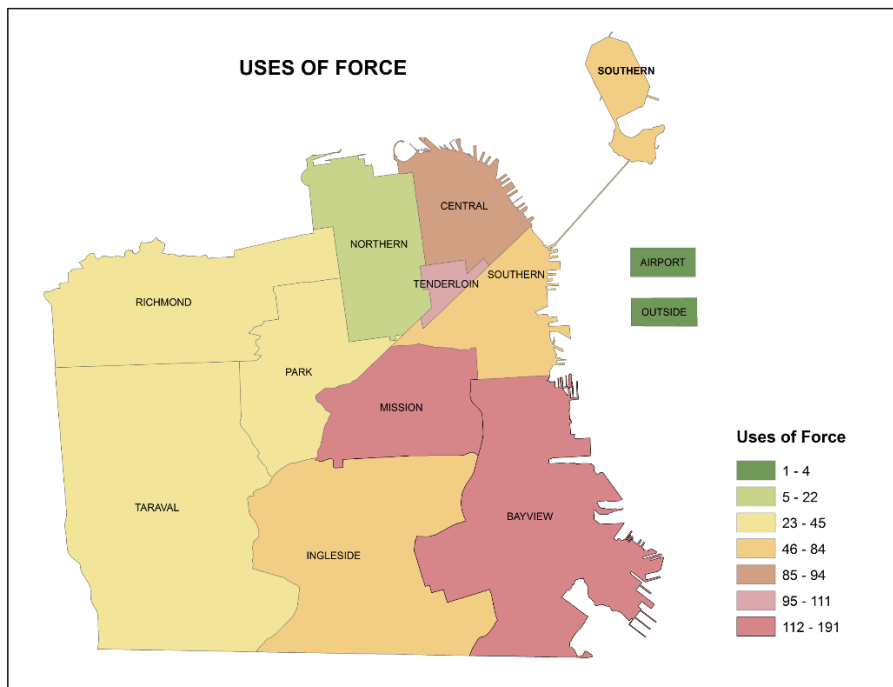 USES OF FORCE
SOUTHERN
CENTRAL
NORTHERN
AIRPORT
TENDERLOIN
SOUTHERN
RICHMOND
OUTSIDE
PARK
MISSION
TARAVAL
BAYVIEW
INGLESIDE
Uses of Force
1 - 4
5 - 22
23 - 45
46 - 84
85 - 94
95 - 111
112 - 191